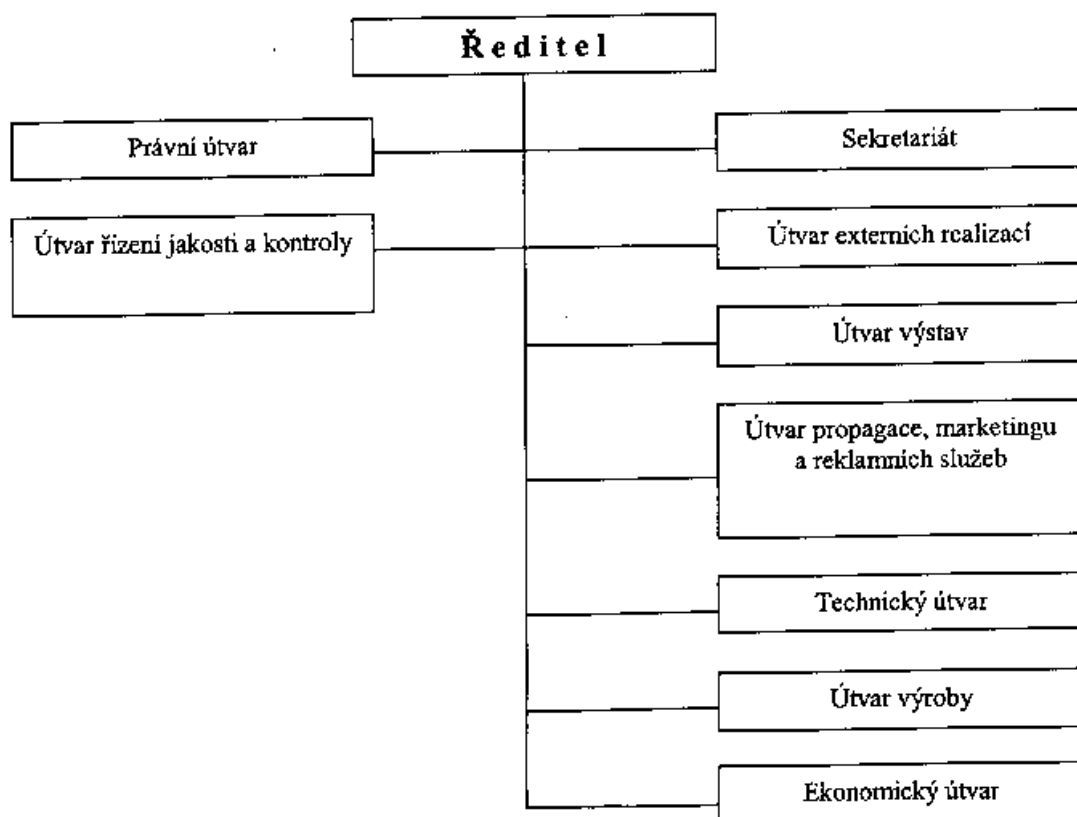 Ředitel
Právní útvar
Sekretariát
Útvar řízení jakosti a kontroly
Útvar externích realizací
Útvar výstav
Útvar propagace, marketingu
a reklamních služeb
Technický útvar
Útvar výroby
Ekonomický útvar